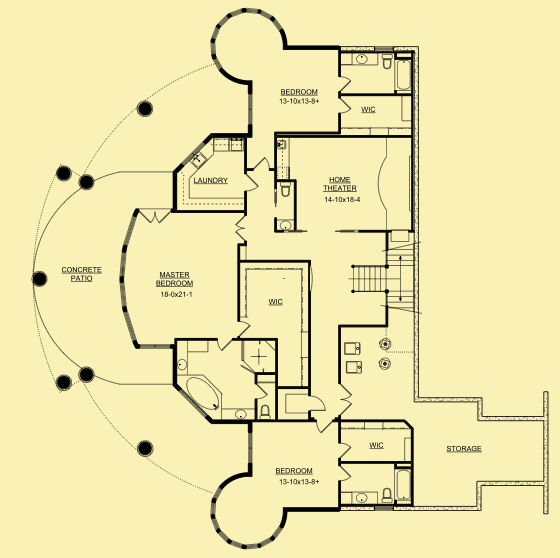 BEDROOM
13-10x13-8+
WIC
LAUNDRY
HOME
THEATER
14-10x18-4
CONCRETE
PATIO
MASTER
BEDROOM
18-0x21-1
WIC
WIC
STORAGE
BEDROOM
13-10x13-8+